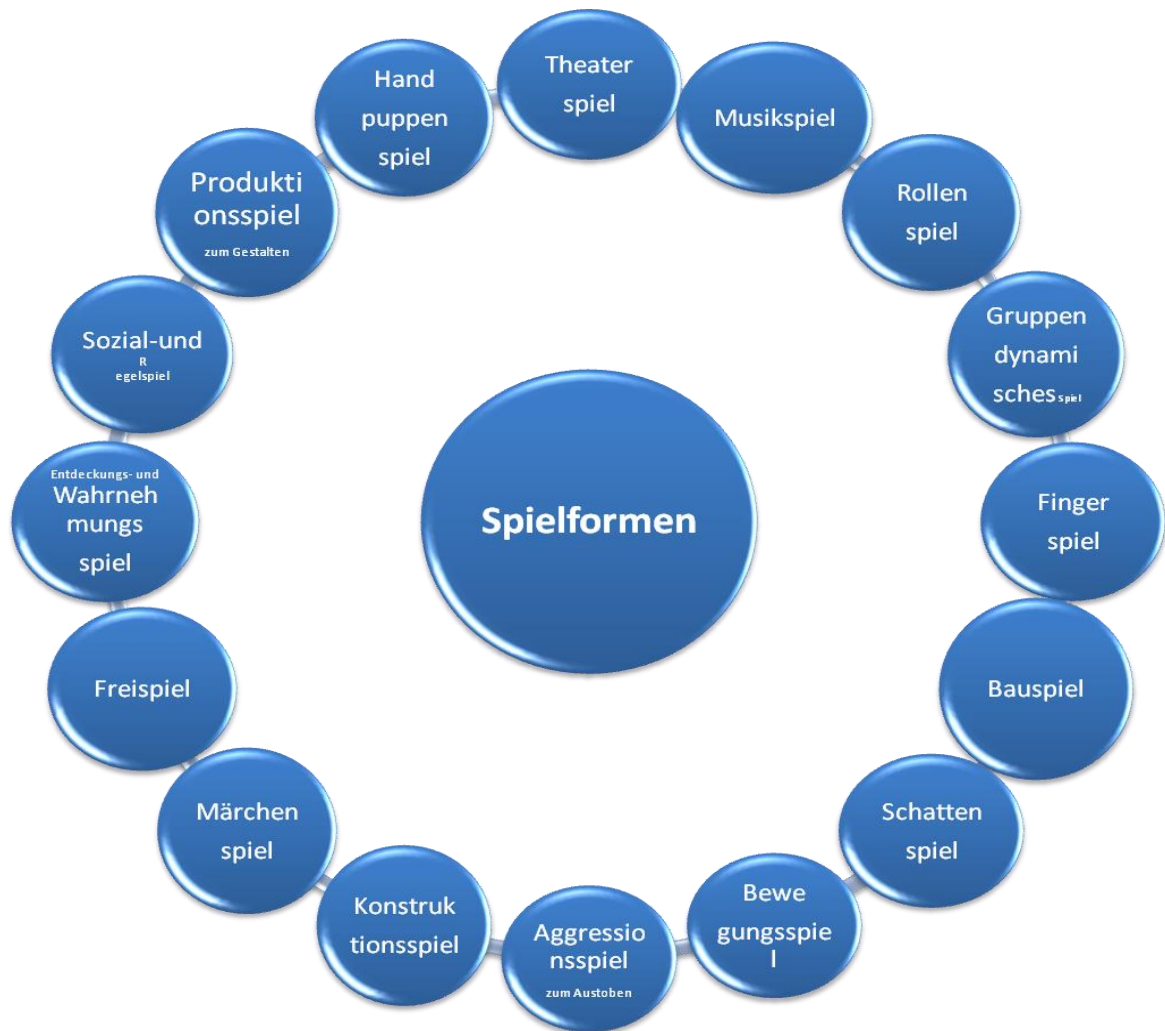 Theater
spiel
Musikspiel
Rollen
spiel
Gruppen
dynami
sches Spiel
Finger
spiel
Bauspiel
Schatten
spiel
Bewe
gungsspie
l
Aggressio
nsspiel
zum Austoben
Konstruk
tionsspiel
Märchen
spiel
Freispiel
Entdeckungs- und
Wahrneh
mungs
spiel
Sozial-und
R
egelspiel
Produkti
onsspiel
zum Gestalten
Hand
puppen
spiel
Spielformen